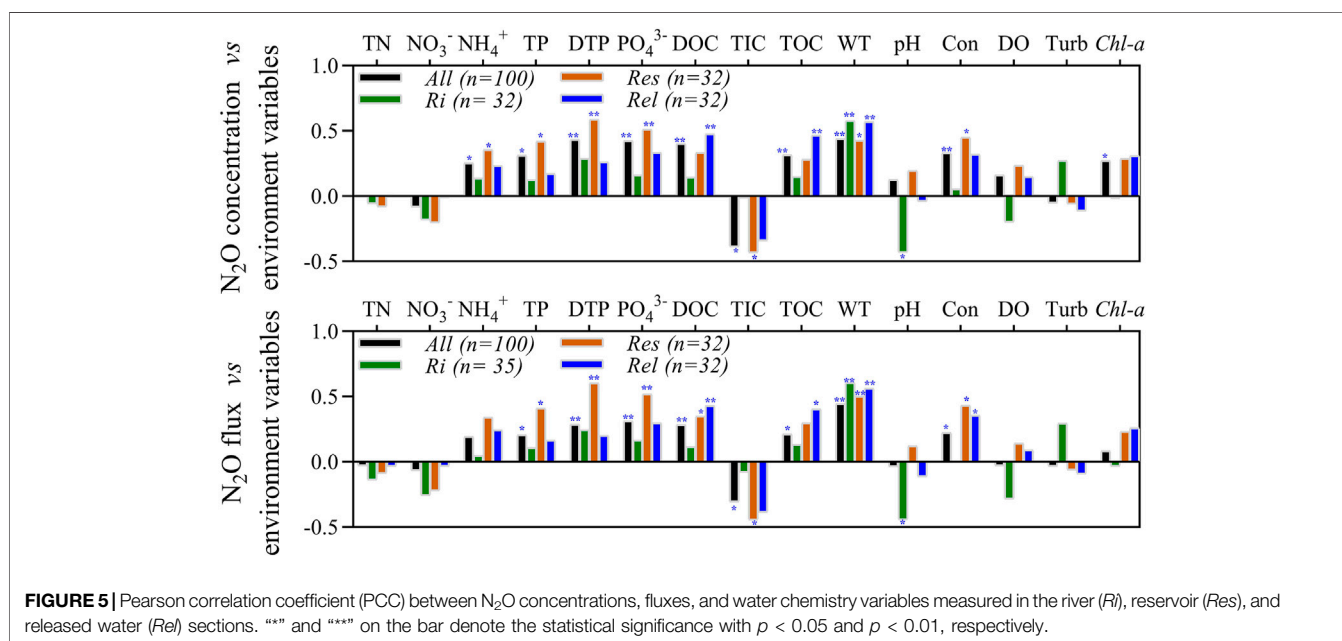 TN NO₃⁻ NH₄⁺ TP DTP PO₄³⁻ DOC TIC TOC WT pH Con DO Turb Chl-a
N₂O concentration vs
environment variables
1.0
0.5
0.0
-0.5
All (n=100) Res (n=32)
Ri (n= 32) Rel (n=32)
* * * * ** ** ** ** ** ** * * ** ** ** ** * ** * ** * *
TN NO₃⁻ NH₄⁺ TP DTP PO₄³⁻ DOC TIC TOC WT pH Con DO Turb Chl-a
N₂O flux vs
environment variables
1.0
0.5
0.0
-0.5
All (n=100) Res (n=32)
Ri (n= 35) Rel (n=32)
* * ** ** ** ** ** * ** * * * * ** ** ** ** * * * *
FIGURE 5 | Pearson correlation coefficient (PCC) between N₂O concentrations, fluxes, and water chemistry variables measured in the river (Ri), reservoir (Res), and
released water (Rel) sections. “*” and “**” on the bar denote the statistical significance with p < 0.05 and p < 0.01, respectively.